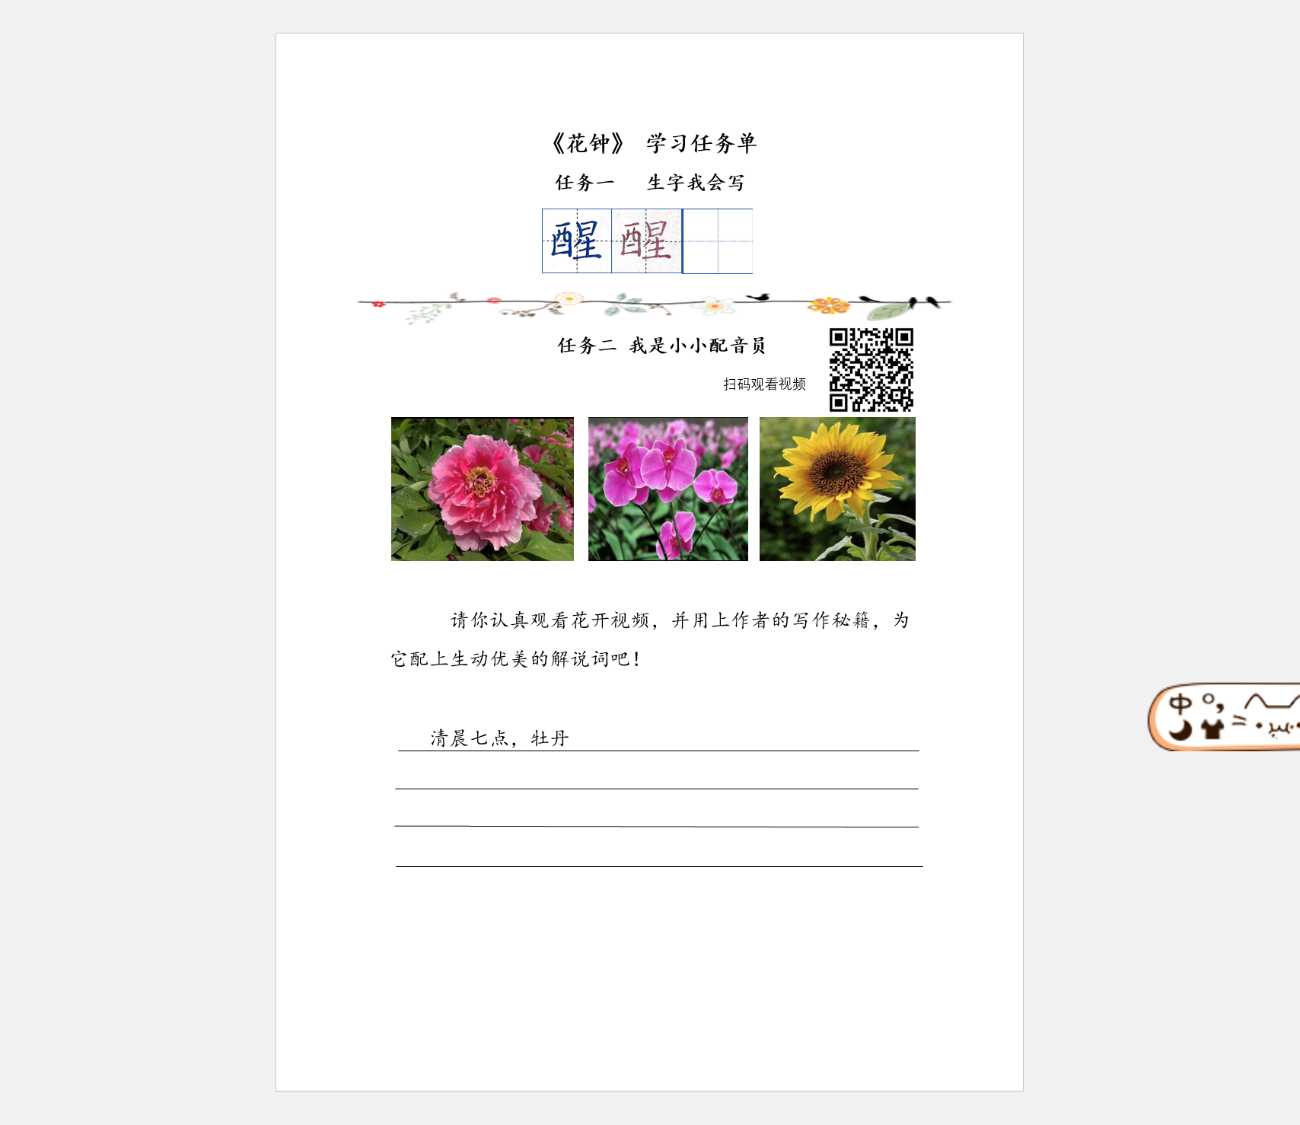 《花钟》 学习任务单
任务一 生字我会写
醒 醒
任务二 我是小小配音员
扫码观看视频
请你认真观看花开视频，并用上作者的写作秘籍，为
它配上生动优美的解说词吧！
清晨七点，牡丹
中